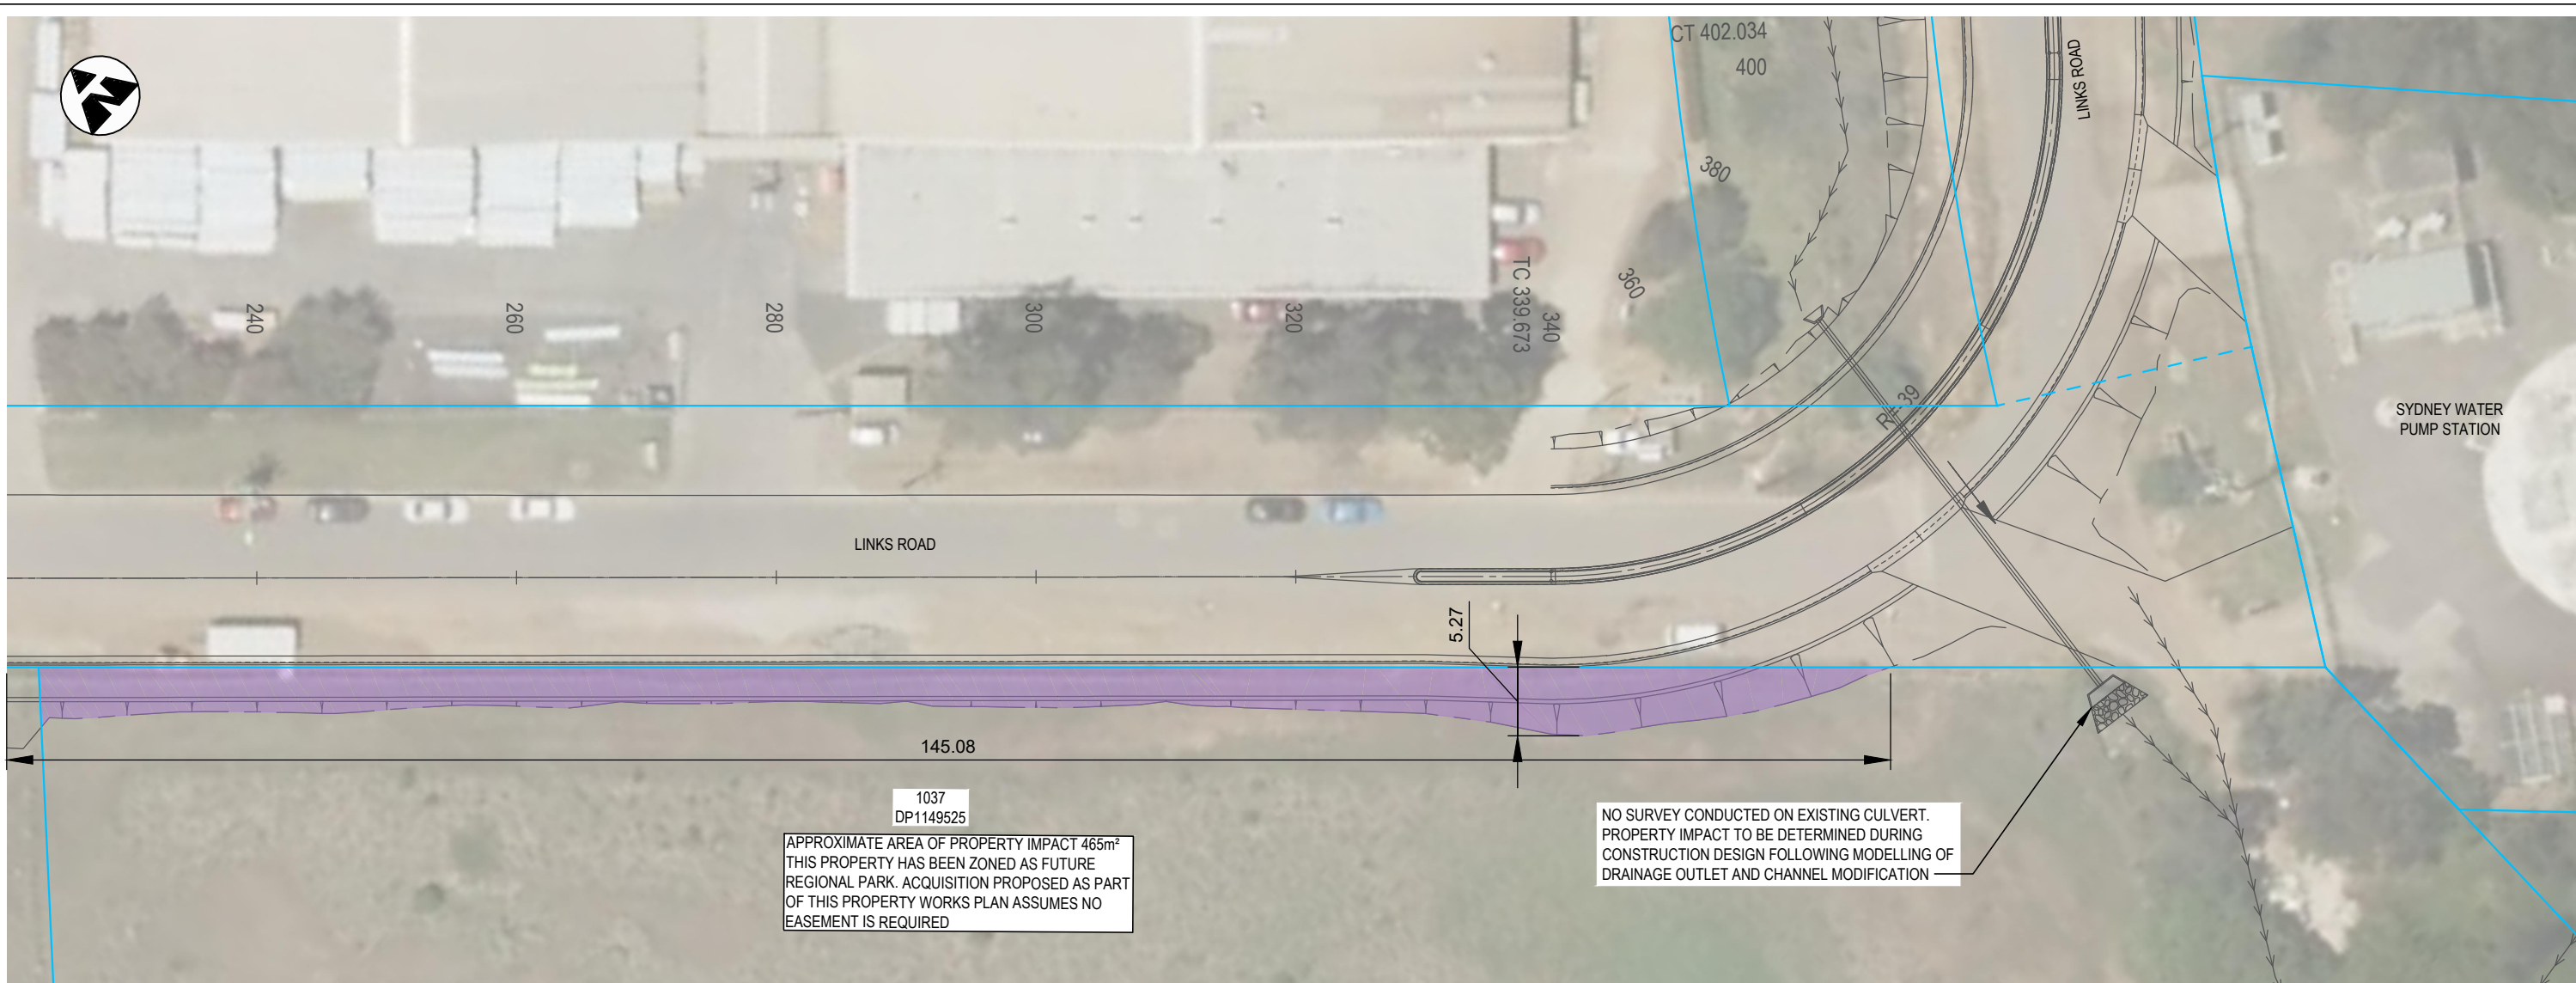 CT 402.034
400
380
360
LINKS ROAD
240
260
280
300
320
TC 339.673
340
SYDNEY WATER
PUMP STATION
LINKS ROAD
5.27
145.08
1037
DP1149525
APPROXIMATE AREA OF PROPERTY IMPACT 465m²
THIS PROPERTY HAS BEEN ZONED AS FUTURE
REGIONAL PARK. ACQUISITION PROPOSED AS PART
OF THIS PROPERTY WORKS PLAN ASSUMES NO
EASEMENT IS REQUIRED
NO SURVEY CONDUCTED ON EXISTING CULVERT.
PROPERTY IMPACT TO BE DETERMINED DURING
CONSTRUCTION DESIGN FOLLOWING MODELLING OF
DRAINAGE OUTLET AND CHANNEL MODIFICATION